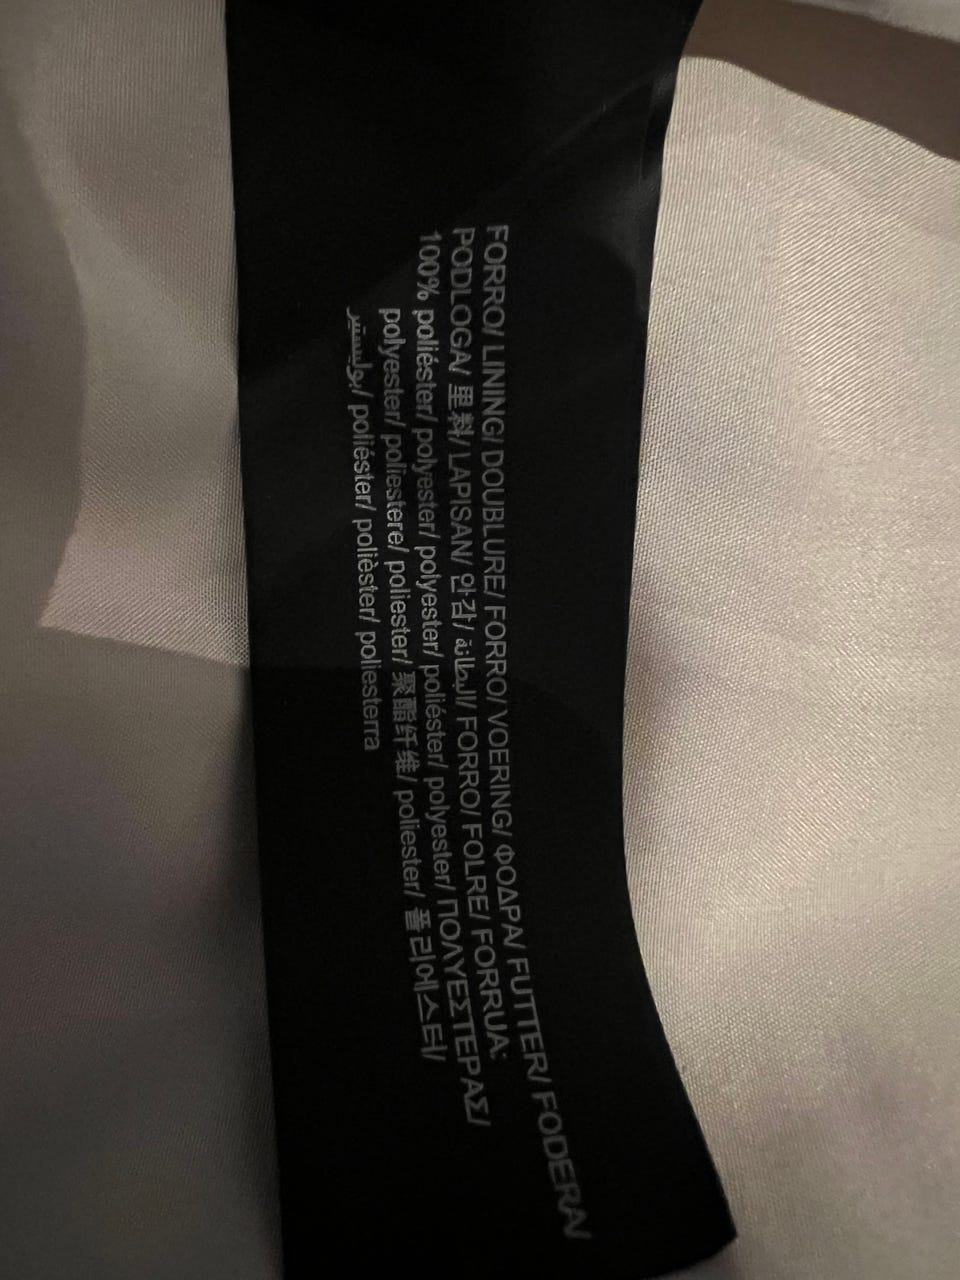 FORRO/ LINING/ DOUBLURE/ FORRO/ VOERING/ ΦΟΔΡΑ/ FUTTER/ FODERA/
PODLOGA/ 里料/ LAPISAN/ 안감/ البطانة/ FORRO/ FOLRE/ FORRUA:
100% poliéster/ polyester/ polyester/ poliéster/ polyester/ ΠΟΛΥΕΣΤΕΡΑΣ/
polyester/ poliestere/ poliester/ 聚酯纤维/ poliester/ 폴리에스터/
بوليستير/ poliéster/ polièster/ poliesterra